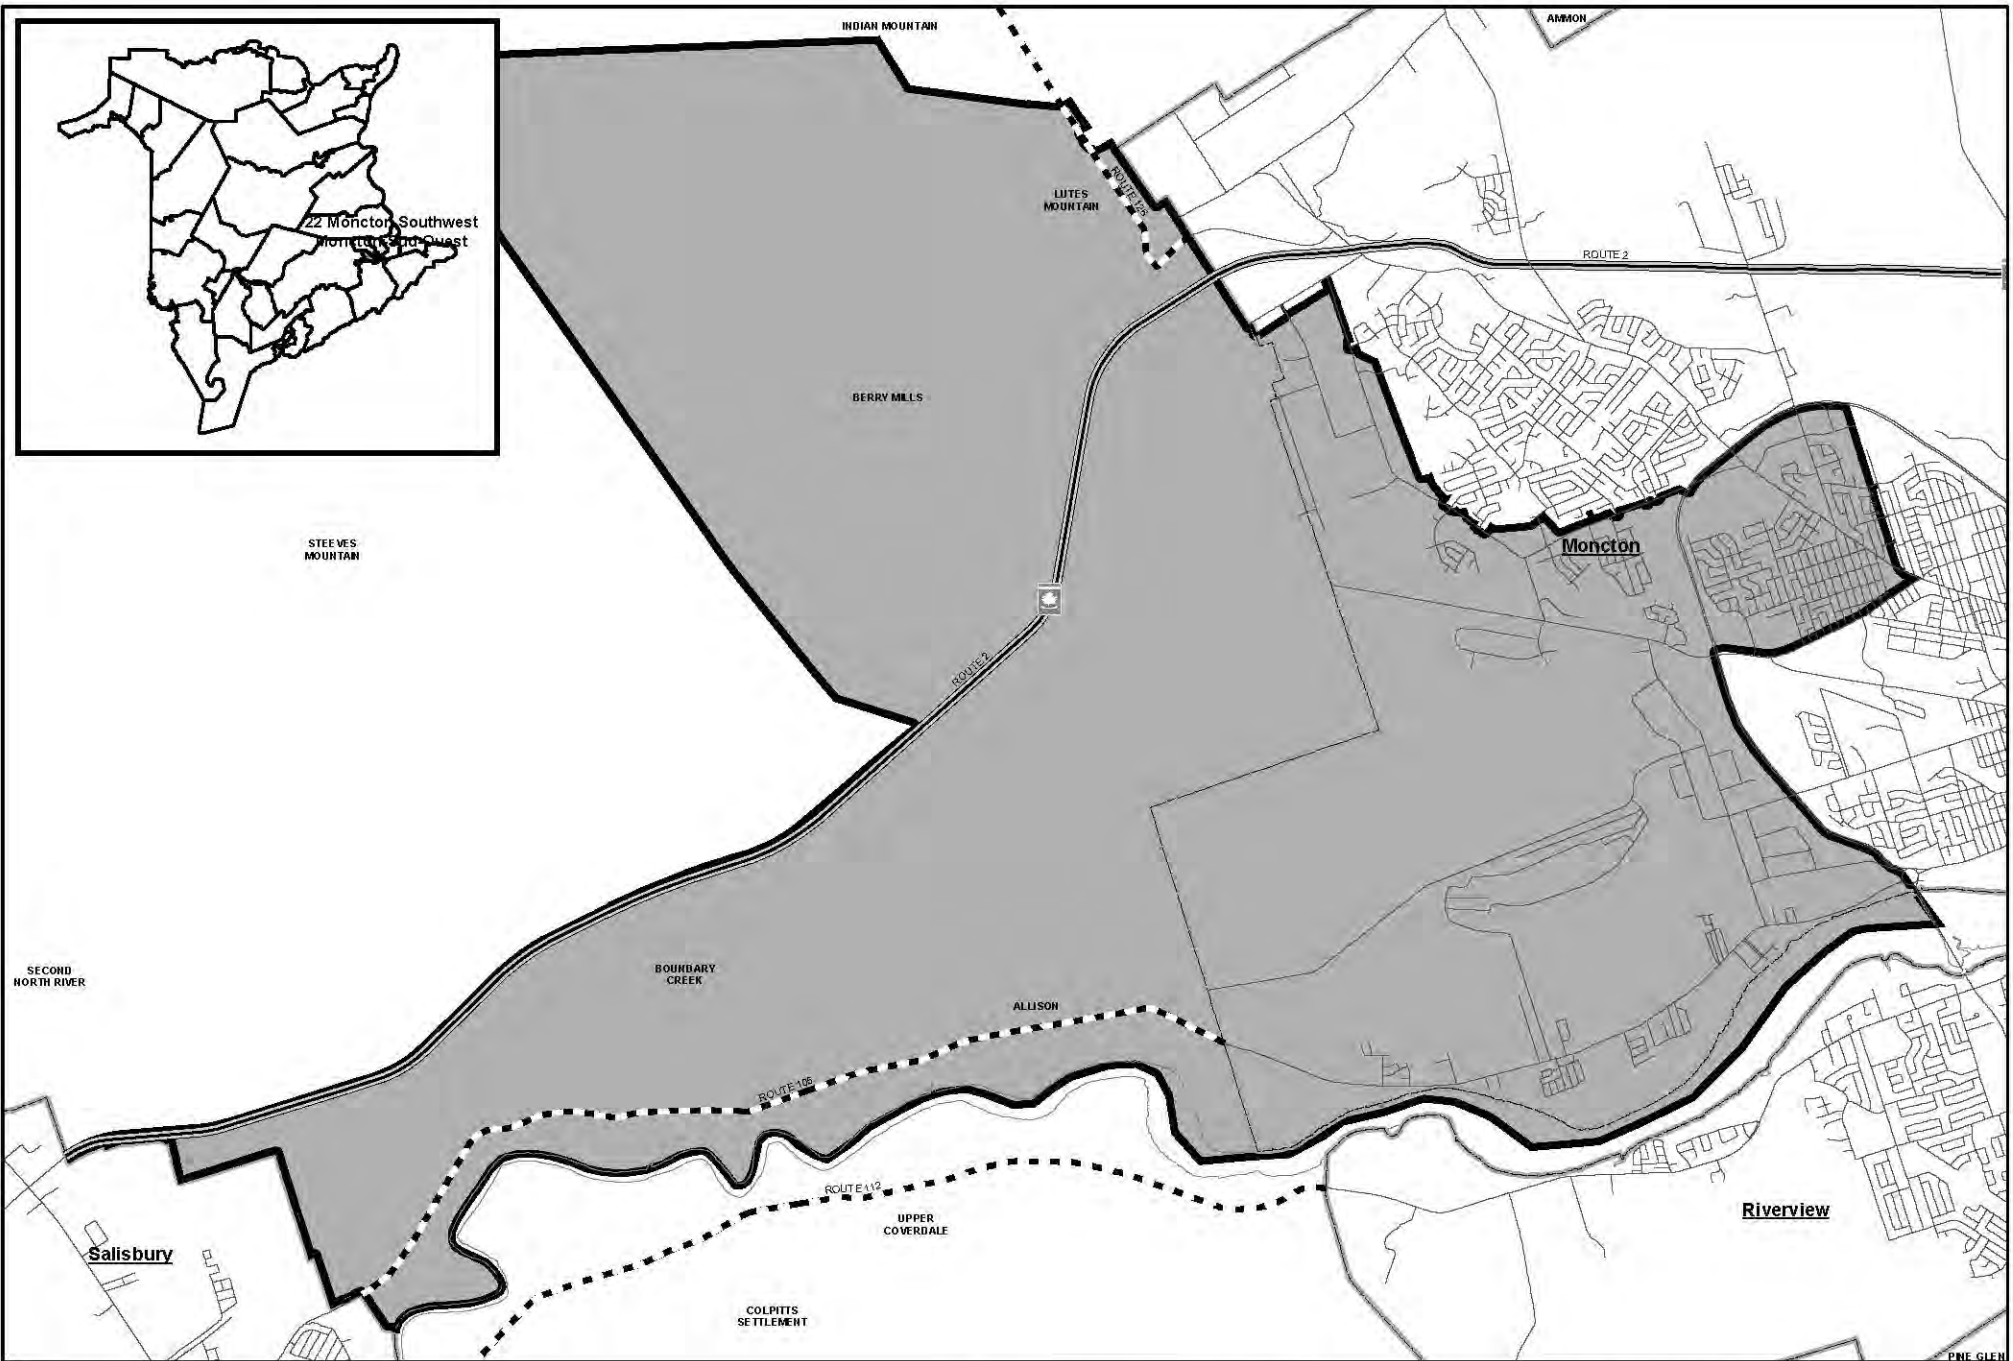 INDIAN MOUNTAIN
AMMON
22 Moncton Southwest
Moncton-Sud-Ouest
LUTES
MOUNTAIN
ROUTE 126
ROUTE 2
BERRY MILLS
STEEVES
MOUNTAIN
Moncton
ROUTE 2
SECOND
NORTH RIVER
BOUNDARY
CREEK
ALLISON
ROUTE 106
ROUTE 112
UPPER
COVERDALE
Riverview
Salisbury
COLPITTS
SETTLEMENT
PINE GLEN